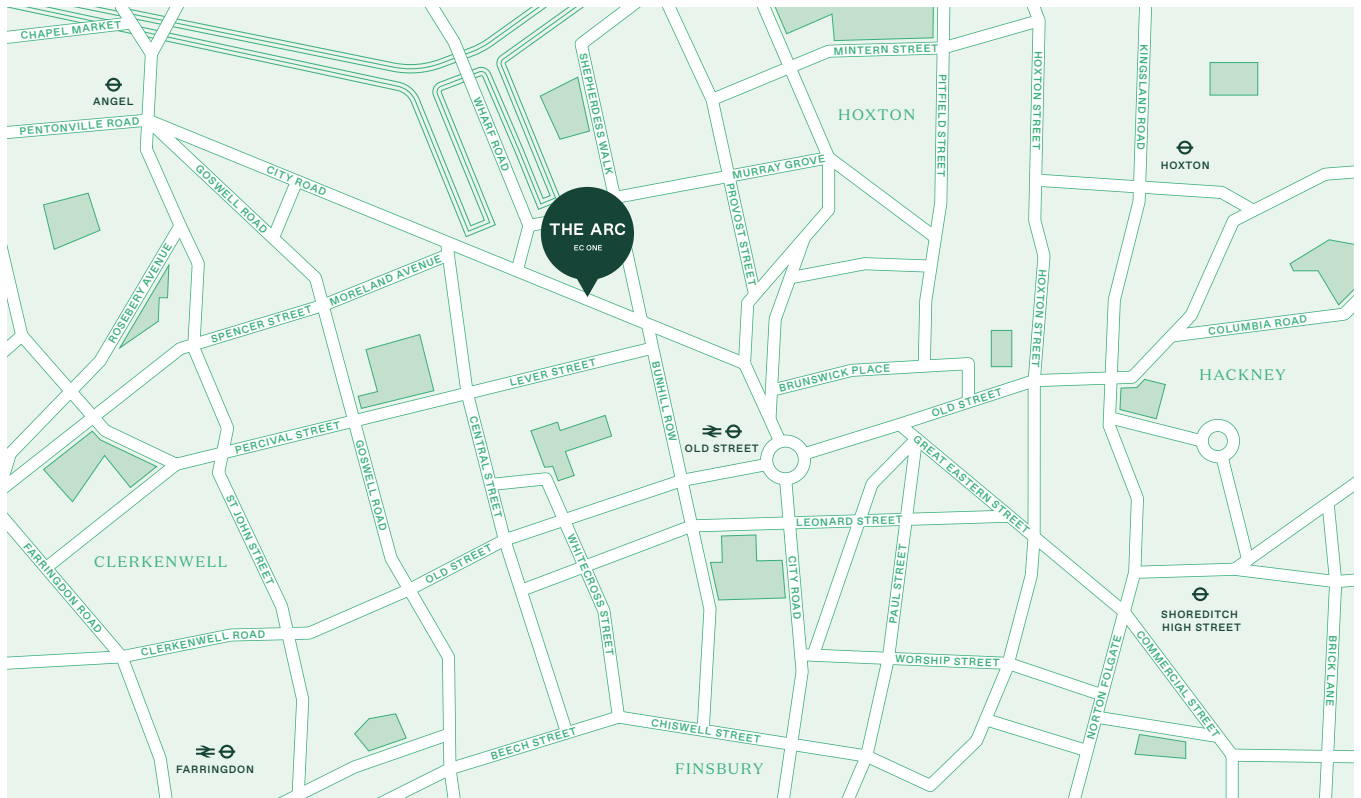 CHAPEL MARKET
MINTERN STREET
ANGEL
PENTONVILLE ROAD
SHEPHERDESS WALK
WHARF ROAD
HOXTON
PITFIELD STREET
HOXTON STREET
KINGSLAND ROAD
HOXTON
CITY ROAD
GOSWELL ROAD
MURRAY GROVE
PROVOST STREET
THE ARC
EC ONE
ROSEBERY AVENUE
MORELAND AVENUE
SPENCER STREET
HOXTON STREET
COLUMBIA ROAD
LEVER STREET
BRUNSWICK PLACE
HACKNEY
BUNHILL ROW
OLD STREET
PERCIVAL STREET
GOSWELL ROAD
CENTRAL STREET
OLD STREET
GREAT EASTERN STREET
ST JOHN STREET
LEONARD STREET
CLERKENWELL
OLD STREET
WHITECROSS STREET
CITY ROAD
PAUL STREET
FARRINGDON ROAD
SHOREDITCH
HIGH STREET
CLERKENWELL ROAD
WORSHIP STREET
NORTON FOLGATE
COMMERCIAL STREET
BRICK LANE
BEECH STREET
CHISWELL STREET
FARRINGDON
FINSBURY